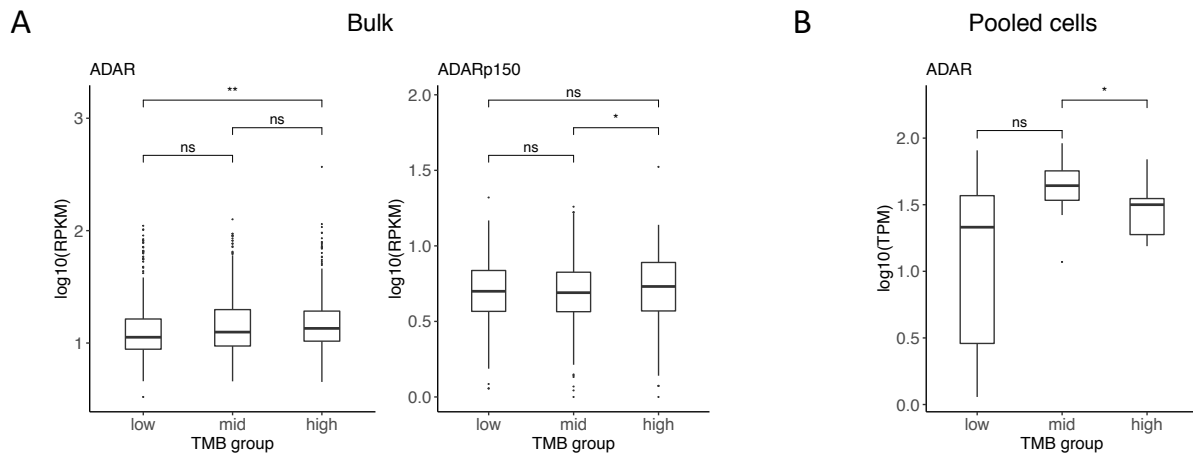 A
Bulk
B
Pooled cells
ADAR
**
ns
ns
3
2
1
log10(RPKM)
low
mid
high
TMB group
ADARp150
ns
*
ns
2.0
1.5
1.0
0.5
0.0
log10(RPKM)
low
mid
high
TMB group
ADAR
*
ns
2.0
1.5
1.0
0.5
0.0
log10(TPM)
low
mid
high
TMB group